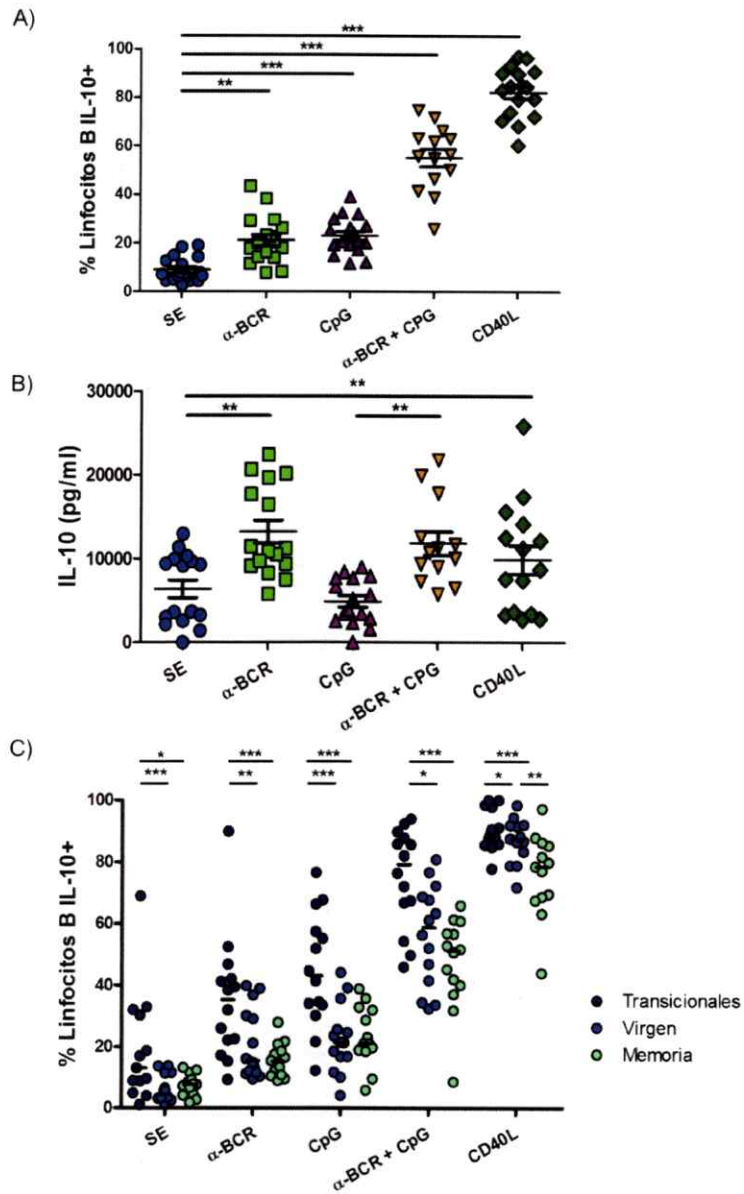 A)
***
***
***
**
100
80
60
40
20
0
% Linfocitos B IL-10+
SE
α-BCR
CpG
α-BCR + CPG
CD40L
B)
**
** **
30000
20000
10000
0
IL-10 (pg/ml)
SE
α-BCR
CpG
α-BCR + CPG
CD40L
C)
* *** *** *** ***
*** ** *** * * **
100
80
60
40
20
0
% Linfocitos B IL-10+
SE
α-BCR
CpG
α-BCR + CpG
CD40L
Transicionales
Virgen
Memoria